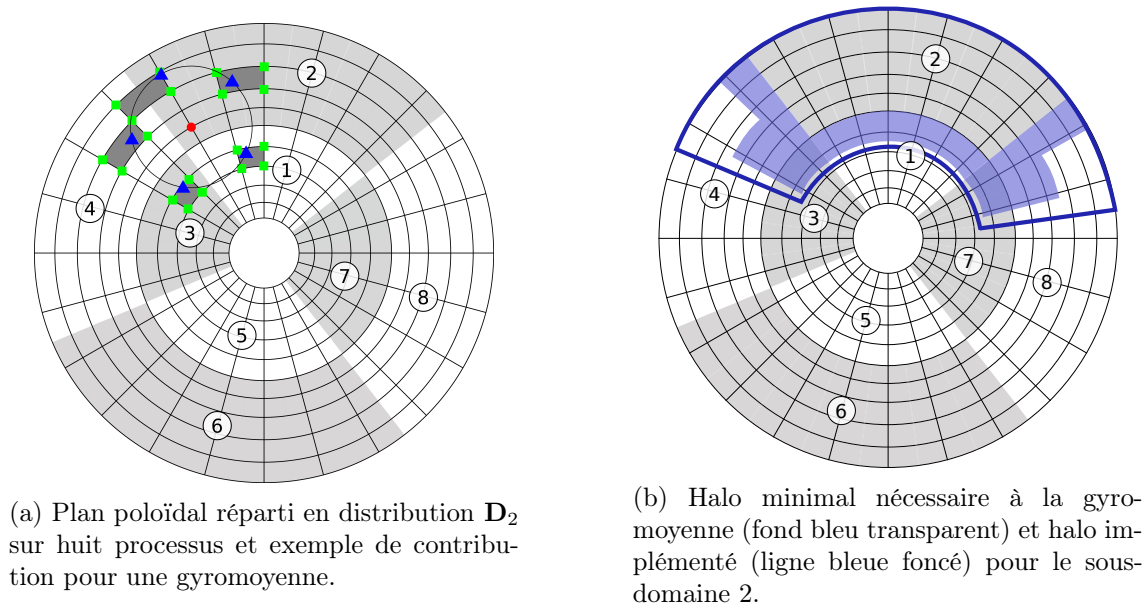 2
1
4
3
7
8
5
6
(a) Plan poloïdal réparti en distribution D₂
sur huit processus et exemple de contribu-
tion pour une gyromoyenne.
2
1
4
3
7
8
5
6
(b) Halo minimal nécessaire à la gyro-
moyenne (fond bleu transparent) et halo im-
plémenté (ligne bleue foncé) pour le sous-
domaine 2.